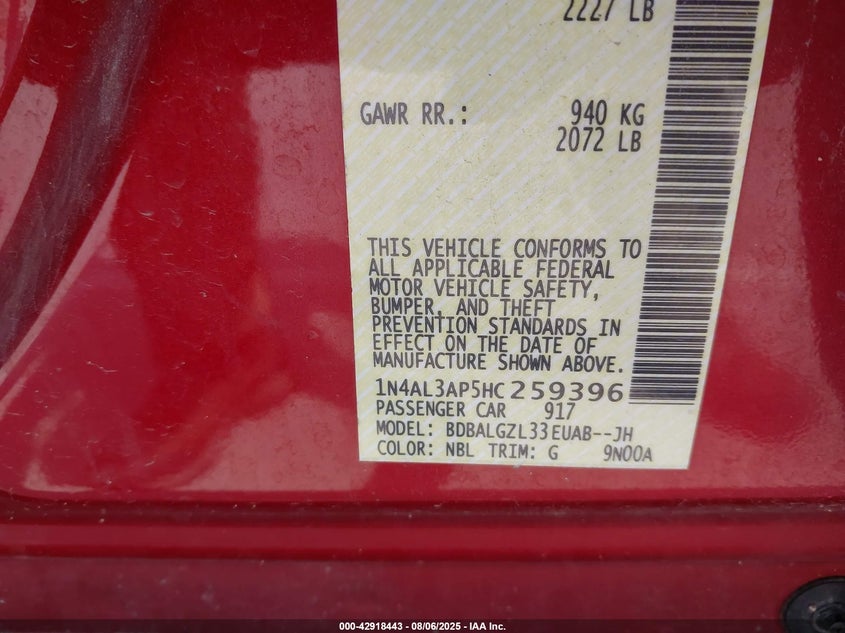 2227 LB
GAWR RR.: 940 KG
2072 LB
THIS VEHICLE CONFORMS TO
ALL APPLICABLE FEDERAL
MOTOR VEHICLE SAFETY,
BUMPER, AND THEFT
PREVENTION STANDARDS IN
EFFECT ON THE DATE OF
MANUFACTURE SHOWN ABOVE.
1N4AL3AP5HC259396
PASSENGER CAR 917
MODEL: BDBALGZL33EUAB--JH
COLOR: NBL TRIM: G 9N00A
000-42918443 - 08/06/2025 - IAA Inc.